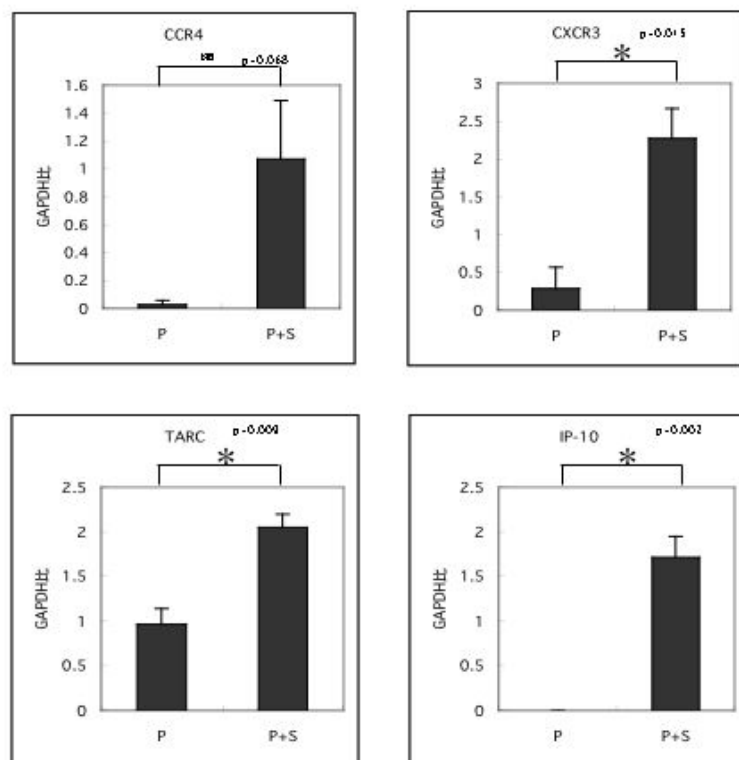 CCR4
NS p=0.068
1.6
1.4
1.2
1
0.8
0.6
0.4
0.2
0
GAPDH比
P P+S
CXCR3 p=0.015
*
3
2.5
2
1.5
1
0.5
0
GAPDH比
P P+S
TARC p=0.009
*
2.5
2
1.5
1
0.5
0
GAPDH比
P P+S
IP-10 p=0.002
*
2.5
2
1.5
1
0.5
0
GAPDH比
P P+S